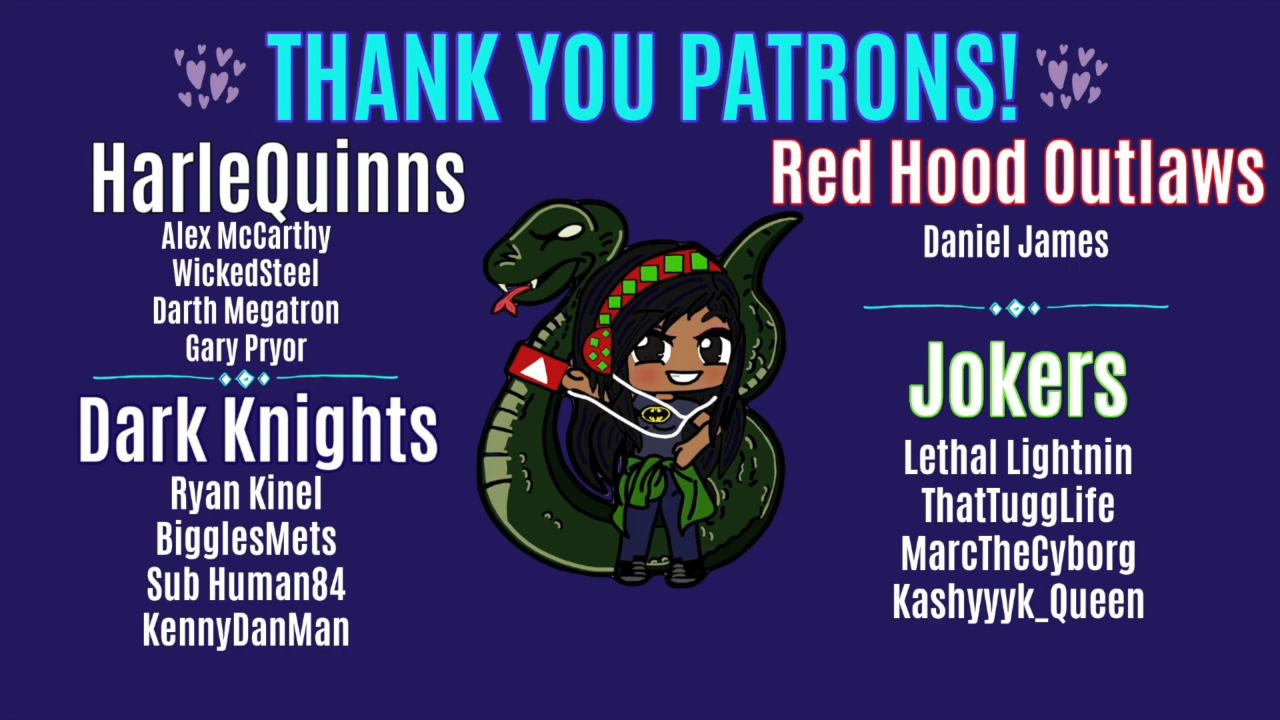 THANK YOU PATRONS!
HarleQuinns
Alex McCarthy
WickedSteel
Darth Megatron
Gary Pryor
Dark Knights
Ryan Kinel
BigglesMets
Sub Human84
KennyDanMan
Red Hood Outlaws
Daniel James
Jokers
Lethal Lightnin
ThatTuggLife
MarcTheCyborg
Kashyyyk_Queen